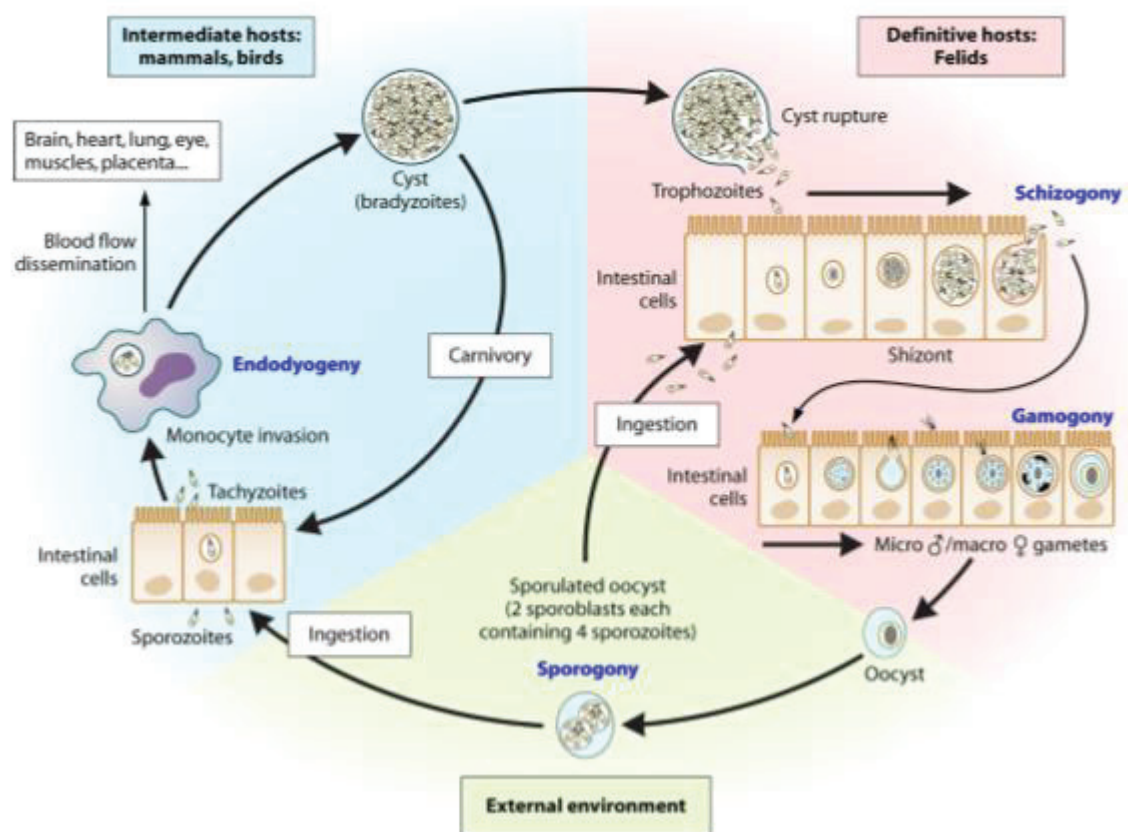 Intermediate hosts:
mammals, birds
Definitive hosts:
Felids
Brain, heart, lung, eye,
muscles, placenta...
Cyst rupture
Cyst
(bradyzoites)
Trophozoites
Schizogony
Blood flow
dissemination
Intestinal
cells
Endodyogeny
Carnivory
Shizont
Ingestion
Gamogony
Monocyte invasion
Tachyzoites
Intestinal
cells
Intestinal
cells
Micro ♂/macro ♀ gametes
Sporulated oocyst
(2 sporoblasts each
containing 4 sporozoites)
Sporozoites
Ingestion
Sporogony
Oocyst
External environment